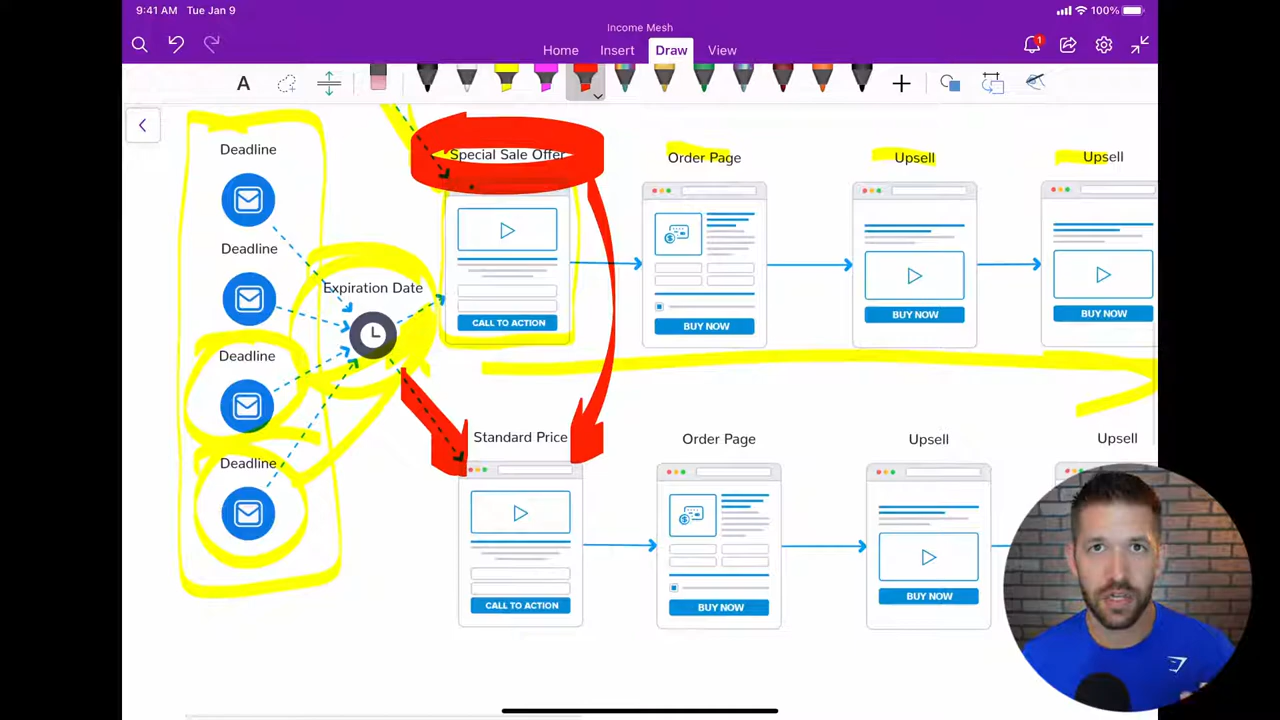 9:41 AM Tue Jan 9
100%
Income Mesh
Home Insert Draw View
1
A
Deadline
Deadline
Deadline
Deadline
Expiration Date
Special Sale Offer
CALL TO ACTION
Order Page
BUY NOW
Upsell
BUY NOW
Upsell
BUY NOW
Standard Price
CALL TO ACTION
Order Page
BUY NOW
Upsell
BUY NOW
Upsell